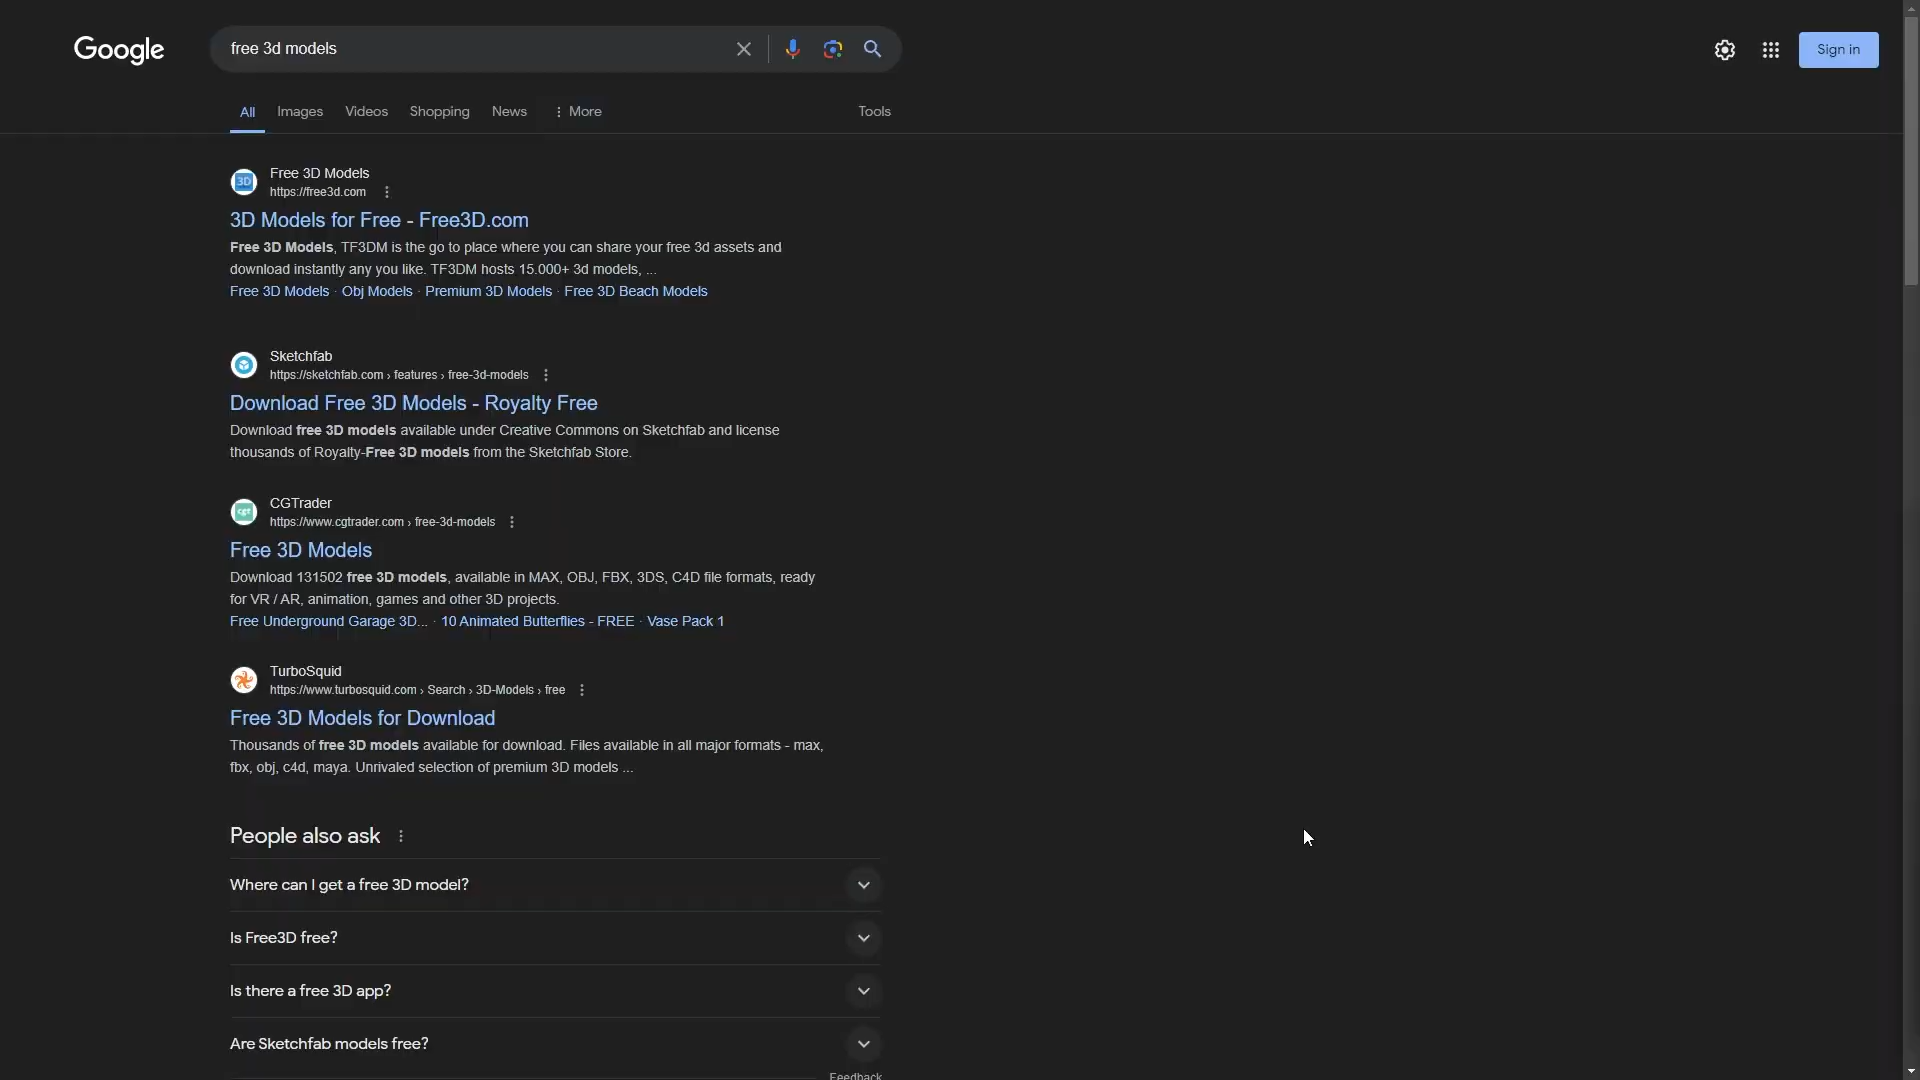 Google
free 3d models
Sign in
All
Images
Videos
Shopping
News
More
Tools
3D
Free 3D Models
https://free3d.com
3D Models for Free - Free3D.com
Free 3D Models, TF3DM is the go to place where you can share your free 3d assets and
download instantly any you like. TF3DM hosts 15.000+ 3d models, ...
Free 3D Models · Obj Models · Premium 3D Models · Free 3D Beach Models
Sketchfab
https://sketchfab.com › features › free-3d-models
Download Free 3D Models - Royalty Free
Download free 3D models available under Creative Commons on Sketchfab and license
thousands of Royalty-Free 3D models from the Sketchfab Store.
cgt
CGTrader
https://www.cgtrader.com › free-3d-models
Free 3D Models
Download 131502 free 3D models, available in MAX, OBJ, FBX, 3DS, C4D file formats, ready
for VR / AR, animation, games and other 3D projects.
Free Underground Garage 3D... · 10 Animated Butterflies - FREE · Vase Pack 1
TurboSquid
https://www.turbosquid.com › Search › 3D-Models › free
Free 3D Models for Download
Thousands of free 3D models available for download. Files available in all major formats - max,
fbx, obj, c4d, maya. Unrivaled selection of premium 3D models ...
People also ask
Where can I get a free 3D model?
Is Free3D free?
Is there a free 3D app?
Are Sketchfab models free?
Feedback